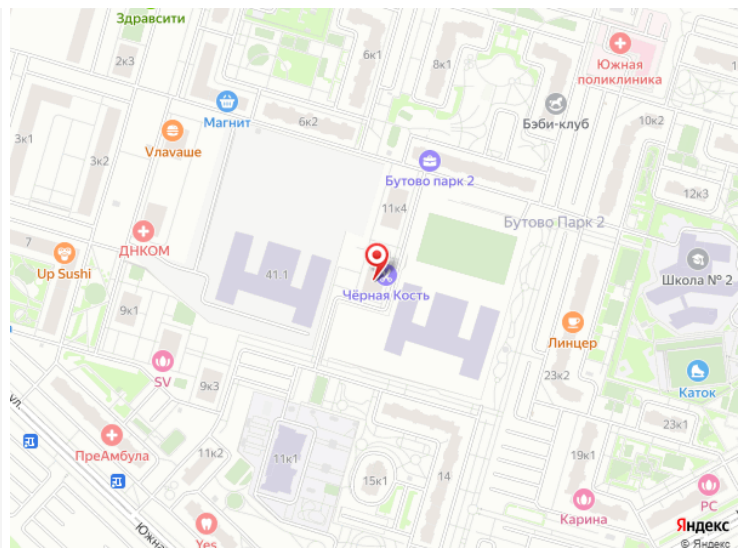 Здравсити
2к3
6к1
8к1
Южная
поликлиника
Магнит
6к2
Бэби-клуб
10к2
3к1
Vлаваше
3к2
Бутово парк 2
12к3
11к4
Бутово Парк 2
ДНКОМ
7
Up Sushi
41.1
Школа № 2
Чёрная Кость
9к1
Линцер
SV
9к3
23к2
Каток
ул.
23к1
ПреАмбула
11к2
11к1
15к1
14
19к1
Карина
РС
Южна
Yes
Яндекс
© Яндекс